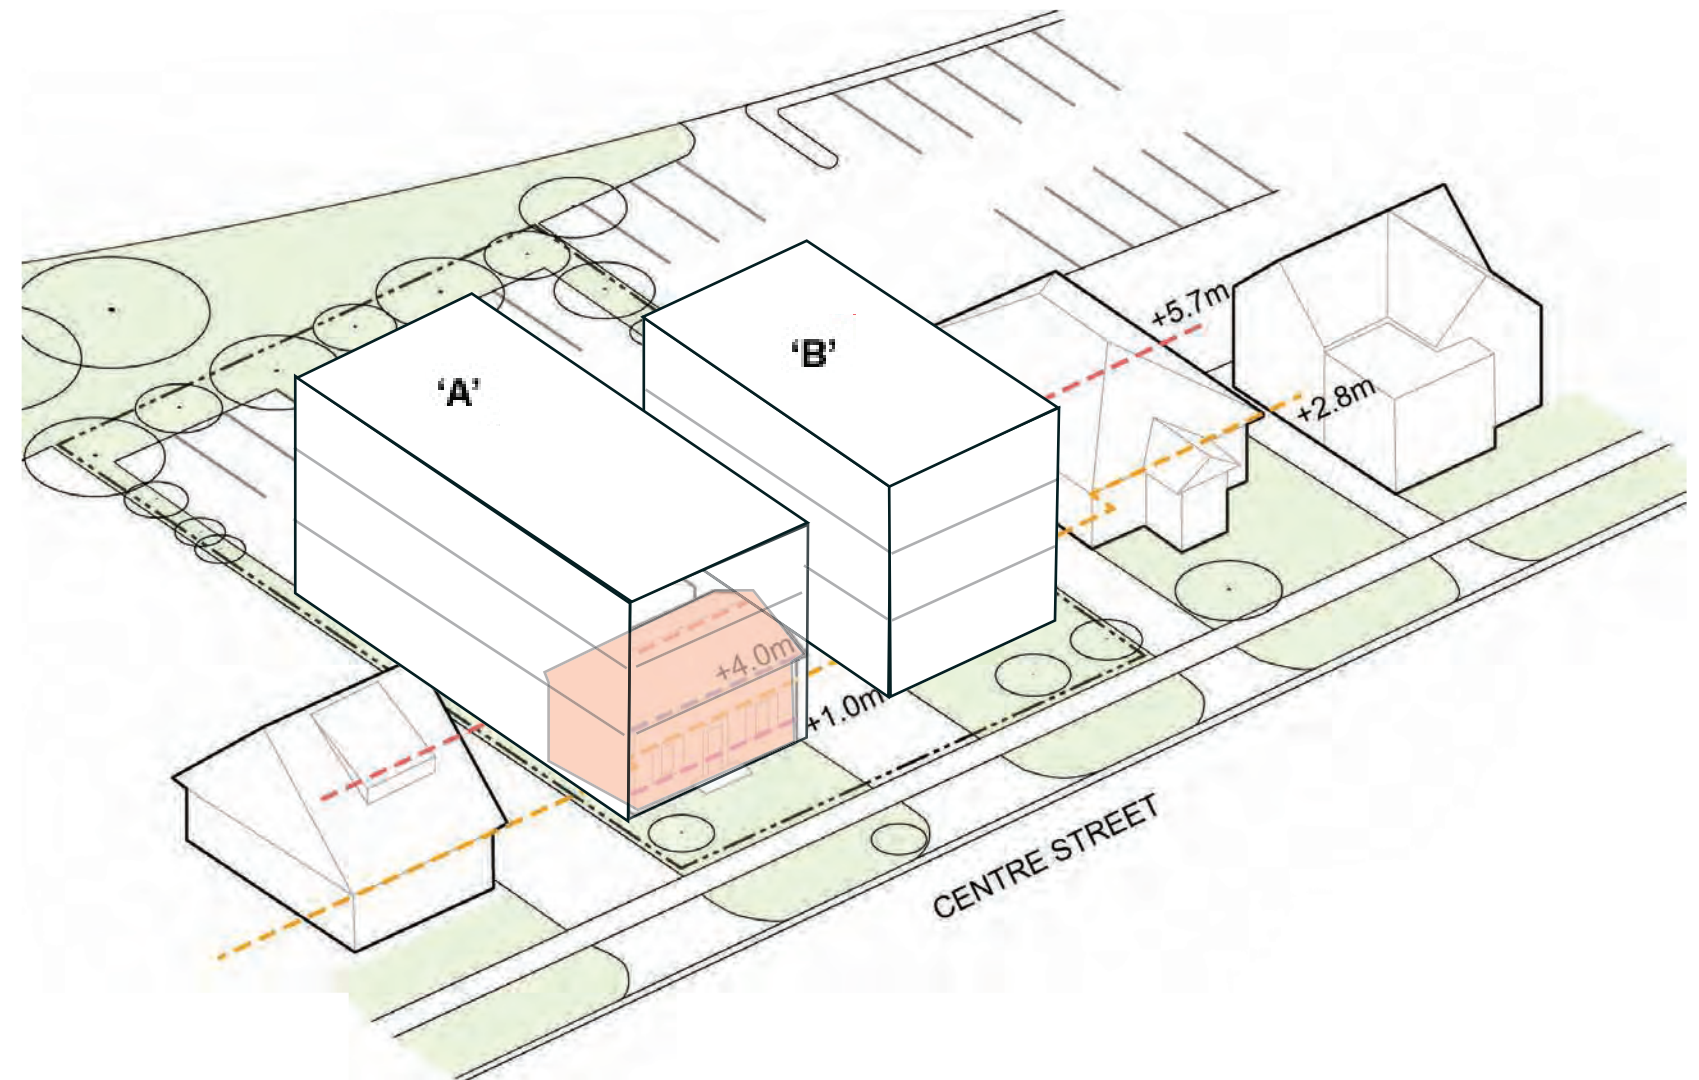 +5.7m
'B'
+2.8m
'A'
+4.0m
+1.0m
CENTRE STREET